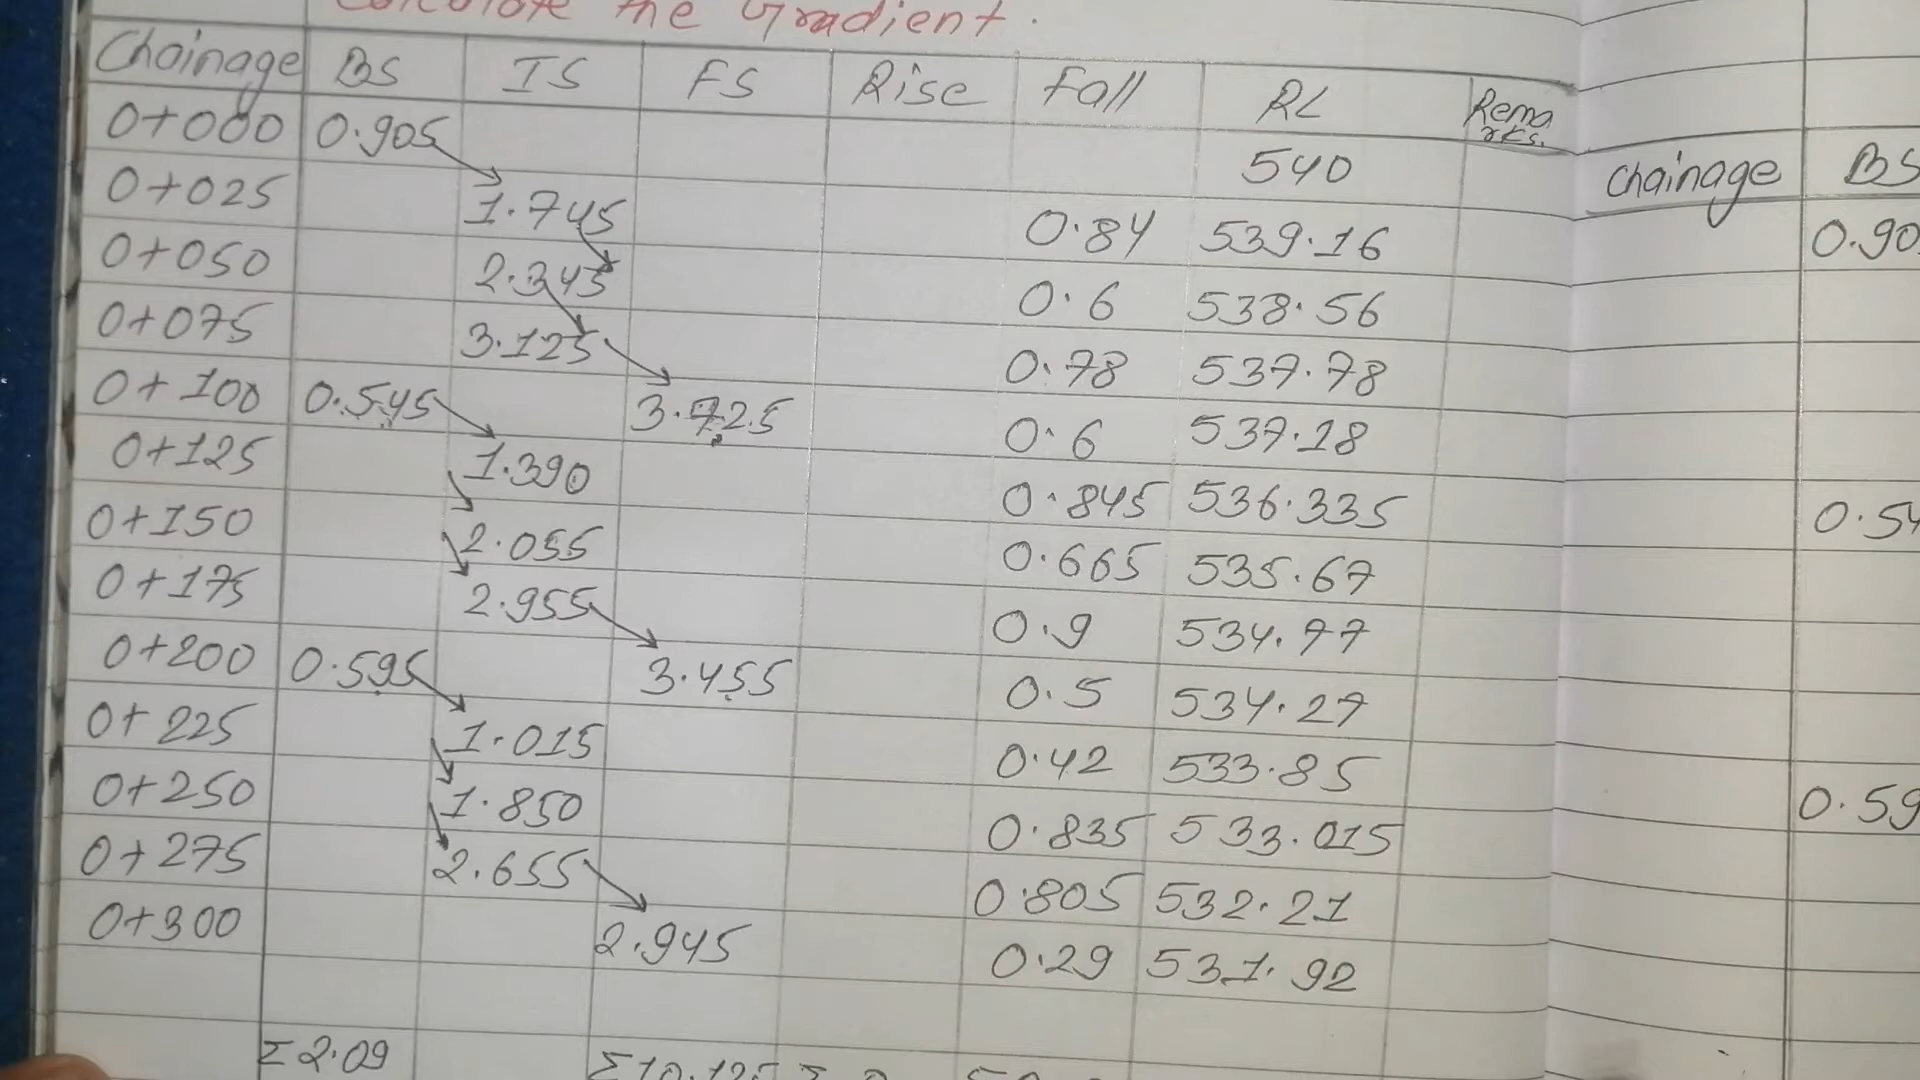 Calculate the Gradient.
Chainage BS IS FS Rise Fall RL Remarks.
0+000 0.905 540
0+025 1.745 0.84 539.16
0+050 2.345 0.6 538.56
0+075 3.125 0.78 537.78
0+100 0.545 3.725 0.6 537.18
0+125 1.390 0.845 536.335
0+150 2.055 0.665 535.67
0+175 2.955 0.9 534.77
0+200 0.595 3.455 0.5 534.27
0+225 1.015 0.42 533.85
0+250 1.850 0.835 533.015
0+275 2.655 0.805 532.21
0+300 2.945 0.29 531.92
Σ2.09 Σ10.125
Chainage BS
0.90
0.54
0.59